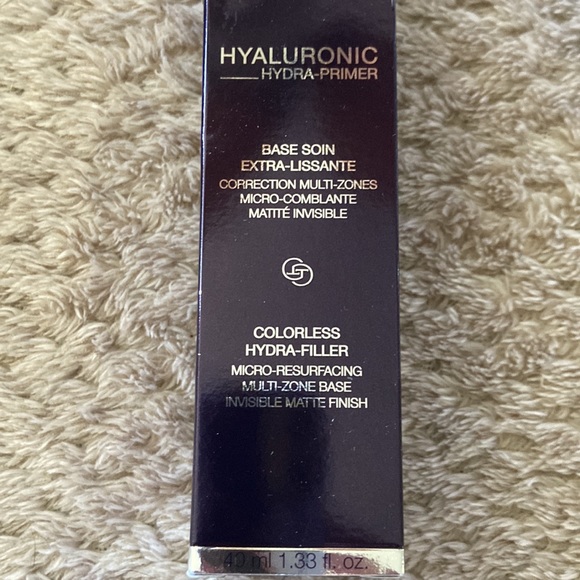 HYALURONIC
HYDRA-PRIMER
BASE SOIN
EXTRA-LISSANTE
CORRECTION MULTI-ZONES
MICRO-COMBLANTE
MATITÉ INVISIBLE
COLORLESS
HYDRA-FILLER
MICRO-RESURFACING
MULTI-ZONE BASE
INVISIBLE MATTE FINISH
40 ml 1.33 fl. oz.